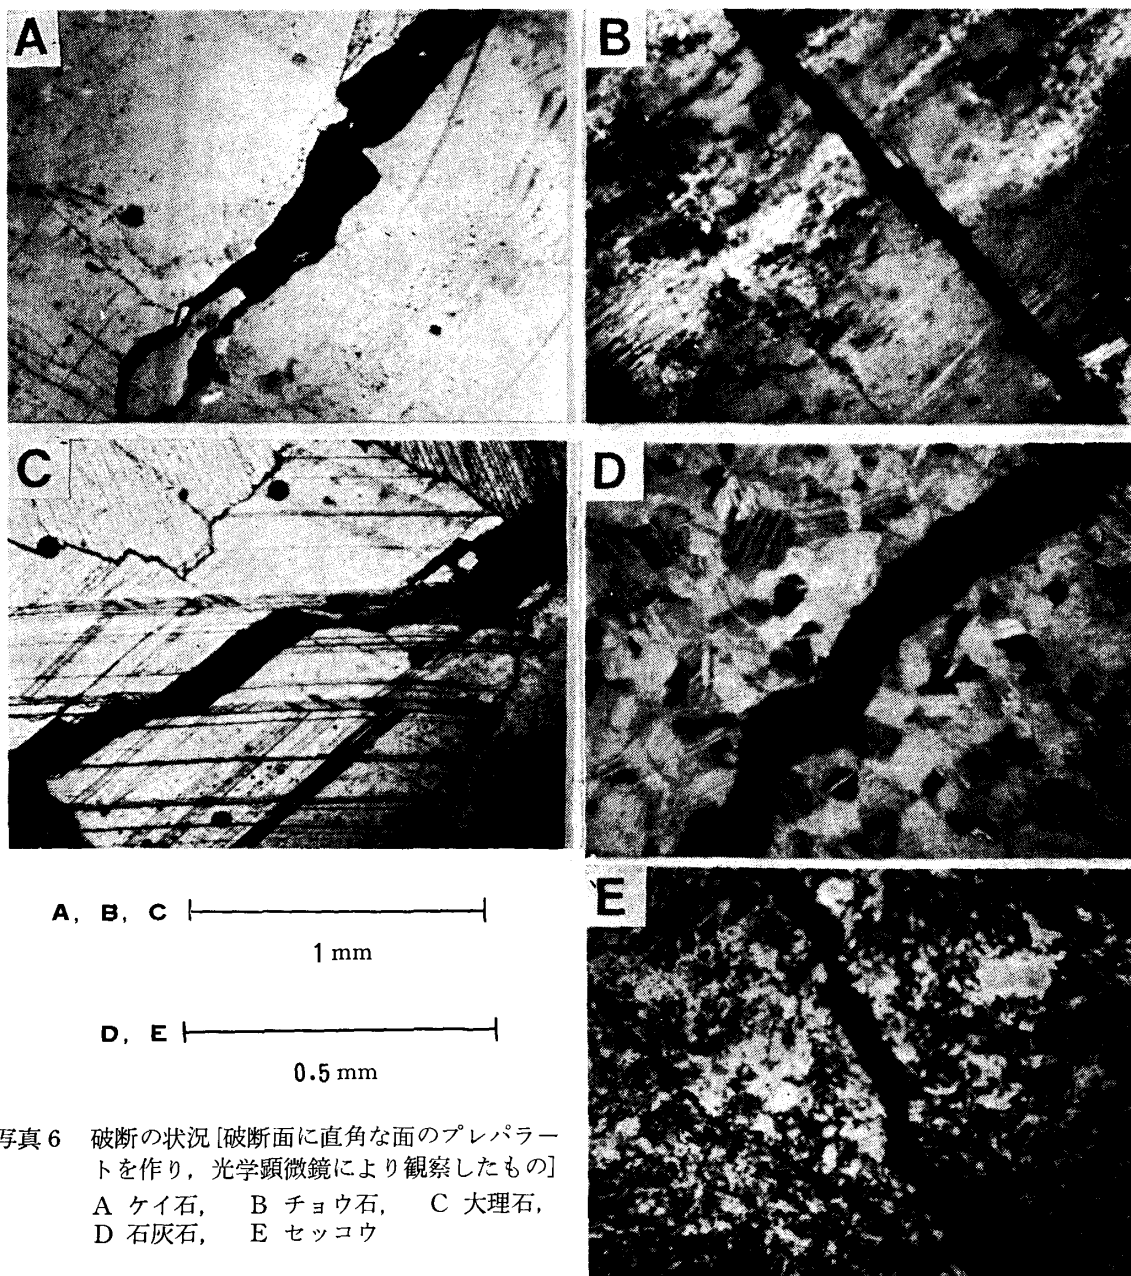 A
B
C
D
A, B, C
1 mm
E
D, E
0.5 mm
写真6 破断の状況[破断面に直角な面のプレパラー
トを作り,光学顕微鏡により観察したもの]
A ケイ石, B チョウ石, C 大理石,
D 石灰石, E セッコウ